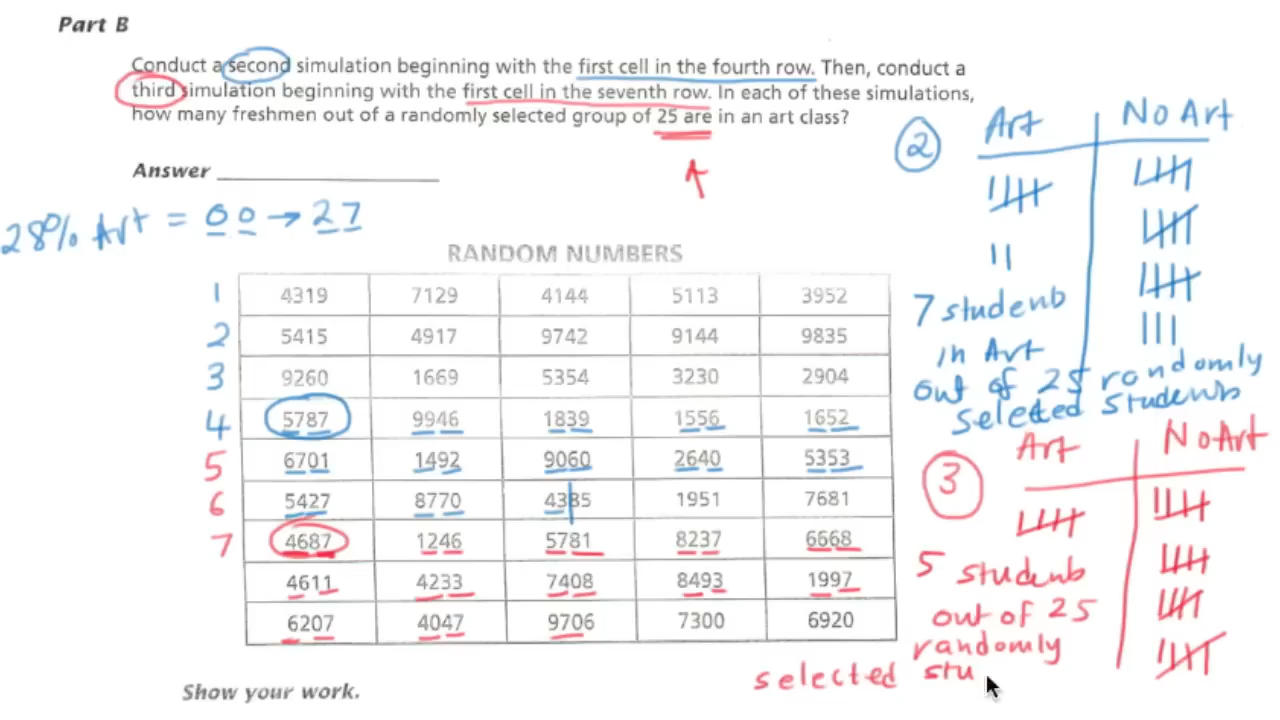 Part B
Conduct a second simulation beginning with the first cell in the fourth row. Then, conduct a
third simulation beginning with the first cell in the seventh row. In each of these simulations,
how many freshmen out of a randomly selected group of 25 are in an art class?
Answer
28% Art = 00 → 27
RANDOM NUMBERS
1 4319 7129 4144 5113 3952
2 5415 4917 9742 9144 9835
3 9260 1669 5354 3230 2904
4 5787 9946 1839 1556 1652
5 6701 1492 9060 2640 5353
6 5427 8770 4385 1951 7681
7 4687 1246 5781 8237 6668
4611 4233 7408 8493 1997
6207 4047 9706 7300 6920
Show your work.
2 Art No Art
7 students
in Art
out of 25 randomly
selected students
3 Art No Art
5 students
out of 25
randomly
selected stu